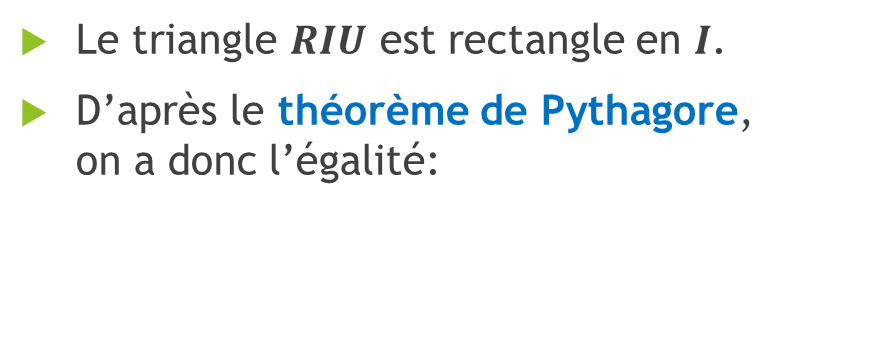 Le triangle RIU est rectangle en I.
D’après le théorème de Pythagore,
on a donc l’égalité: